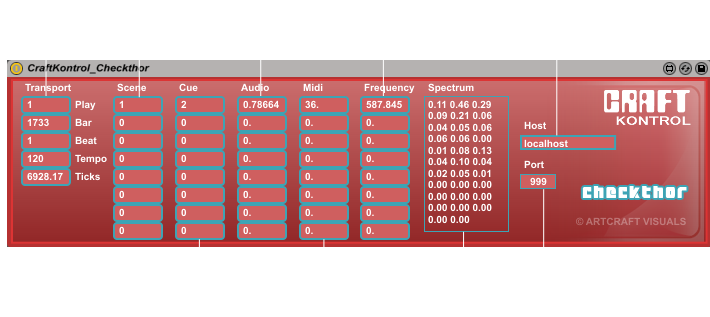 CraftKontrol_Checkthor
Transport Scene Cue Audio Midi Frequency Spectrum
1 Play 1 2 0.78664 36. 587.845 0.11 0.46 0.29
1733 Bar 0 0 0. 0. 0. 0.09 0.21 0.06
0.04 0.05 0.06
1 Beat 0 0 0. 0. 0. 0.06 0.06 0.00
120 Tempo 0 0 0. 0. 0. 0.01 0.08 0.13
0.04 0.10 0.04
6928.17 Ticks 0 0 0. 0. 0. 0.02 0.05 0.01
0 0 0. 0. 0. 0.00 0.00 0.00
0.00 0.00 0.00
0 0 0. 0. 0. 0.00 0.00 0.00
0 0 0. 0. 0. 0.00 0.00
CRAFT
KONTROL
Host
localhost
Port
999
checkthor
© ARTCRAFT VISUALS